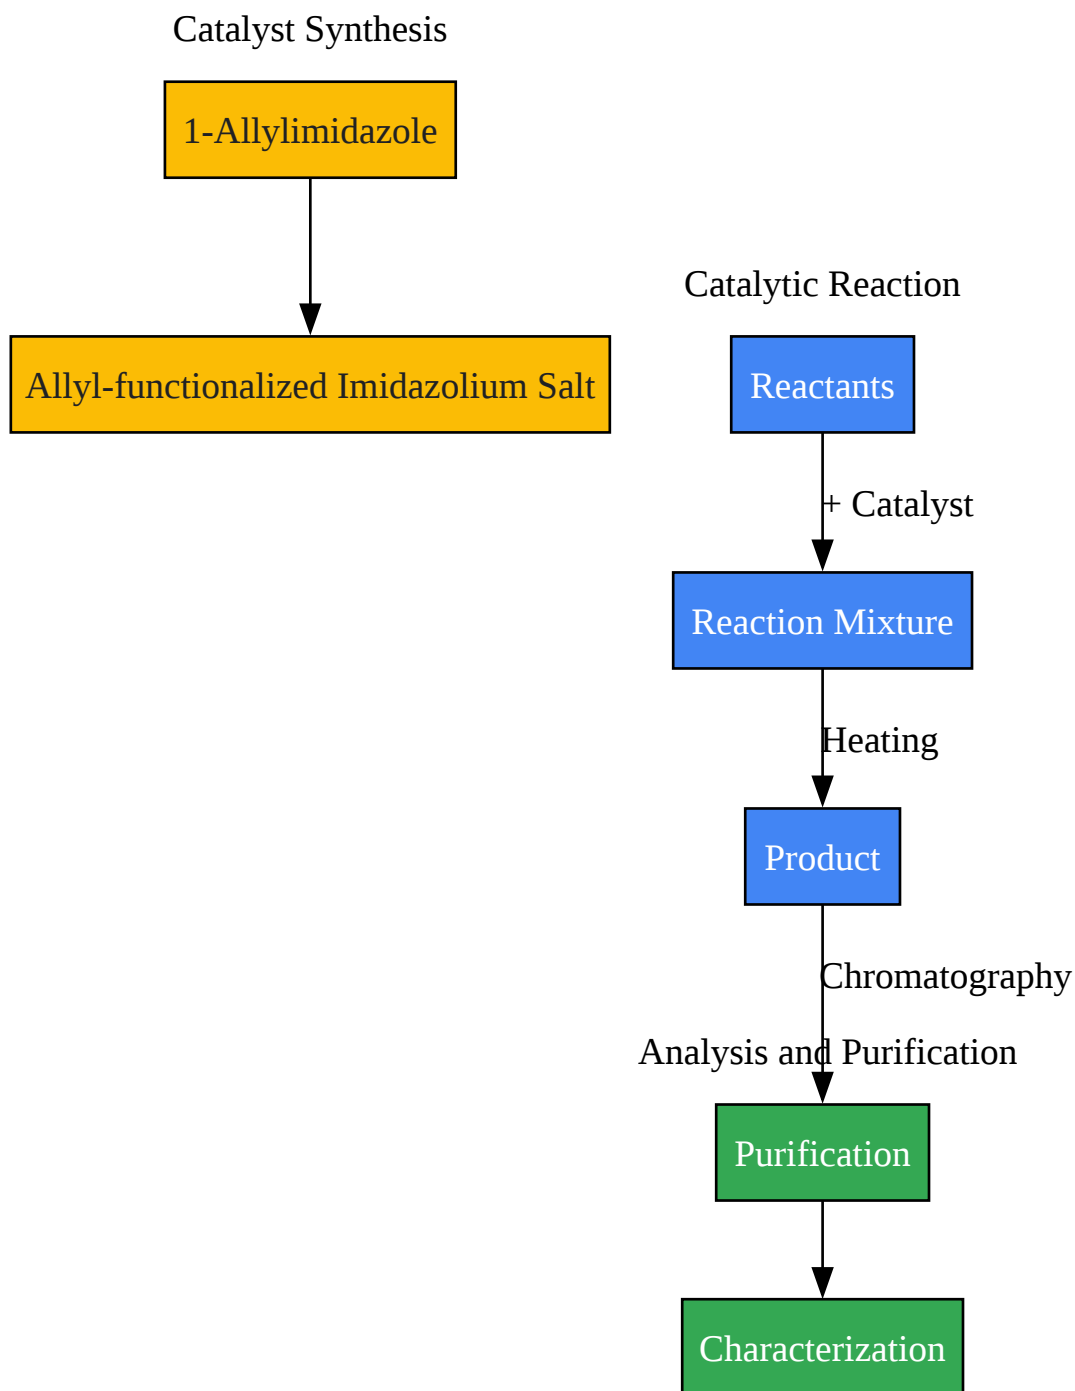 Catalyst Synthesis
1-Allylimidazole
Allyl-functionalized Imidazolium Salt
Catalytic Reaction
Reactants
+ Catalyst
Reaction Mixture
Heating
Product
Chromatography
Analysis and Purification
Purification
Characterization